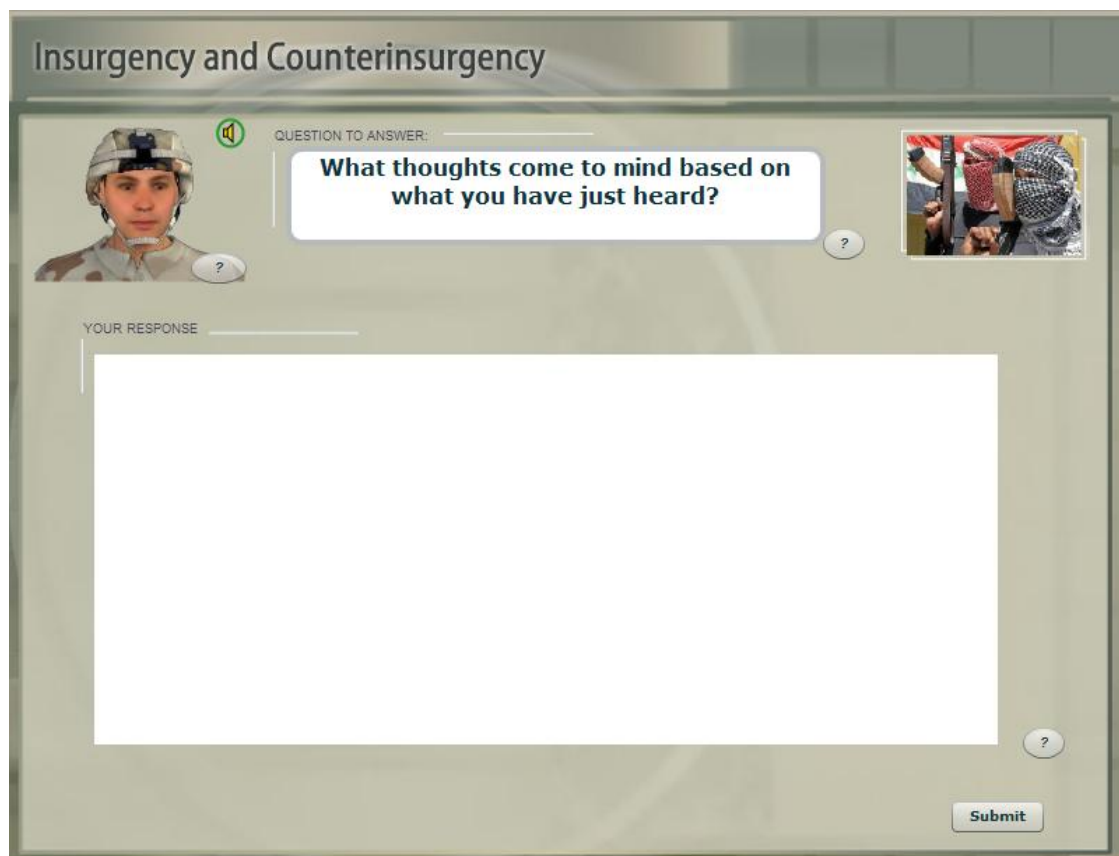 Insurgency and Counterinsurgency
QUESTION TO ANSWER:
What thoughts come to mind based on
what you have just heard?
?
?
YOUR RESPONSE
?
Submit